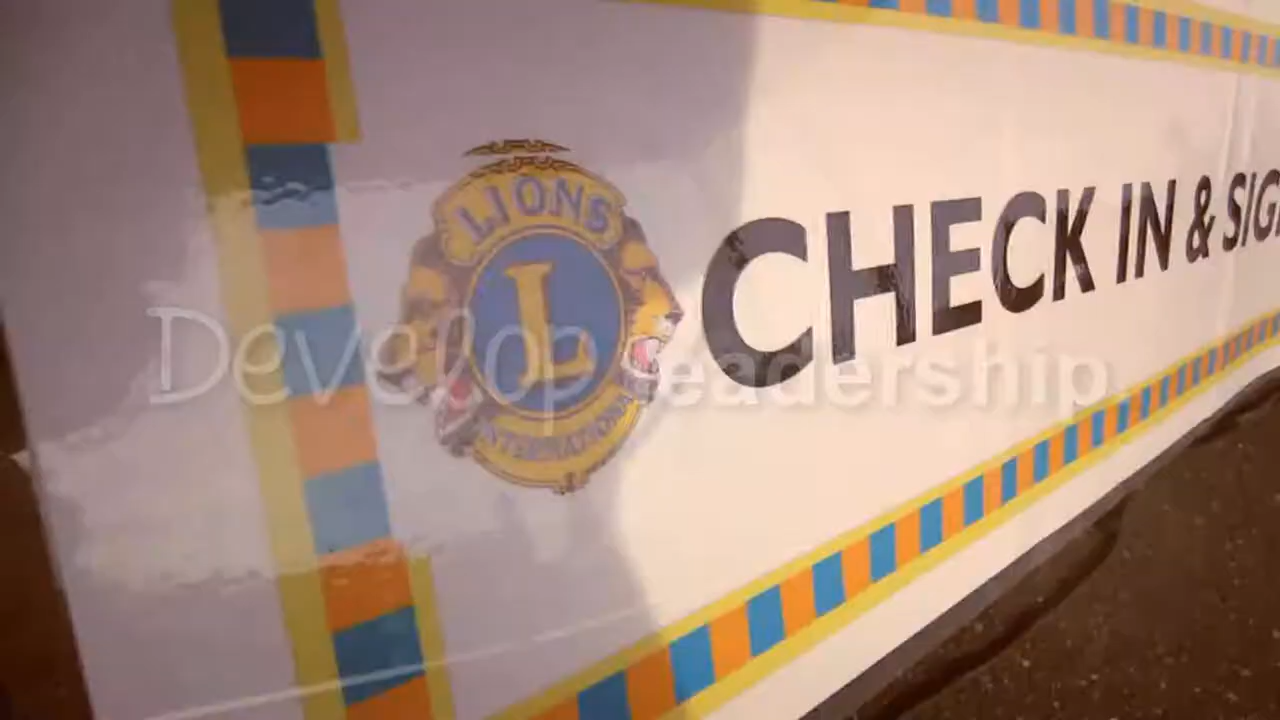 LIONS
L
INTERNATIONAL
CHECK IN & SIG
Develop leadership